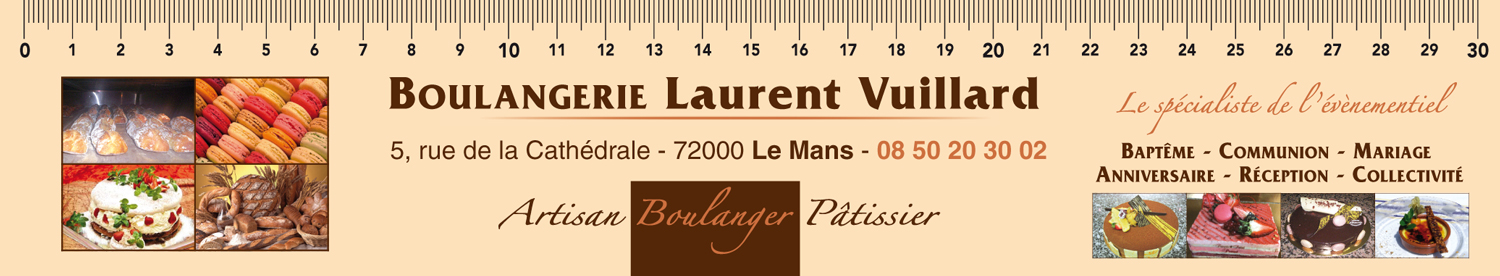 0 1 2 3 4 5 6 7 8 9 10 11 12 13 14 15 16 17 18 19 20 21 22 23 24 25 26 27 28 29 30
BOULANGERIE Laurent Vuillard
5, rue de la Cathédrale - 72000 Le Mans - 08 50 20 30 02
Artisan Boulanger Pâtissier
Le spécialiste de l'évènementiel
BAPTÊME - COMMUNION - MARIAGE
ANNIVERSAIRE - RÉCEPTION - COLLECTIVITÉ